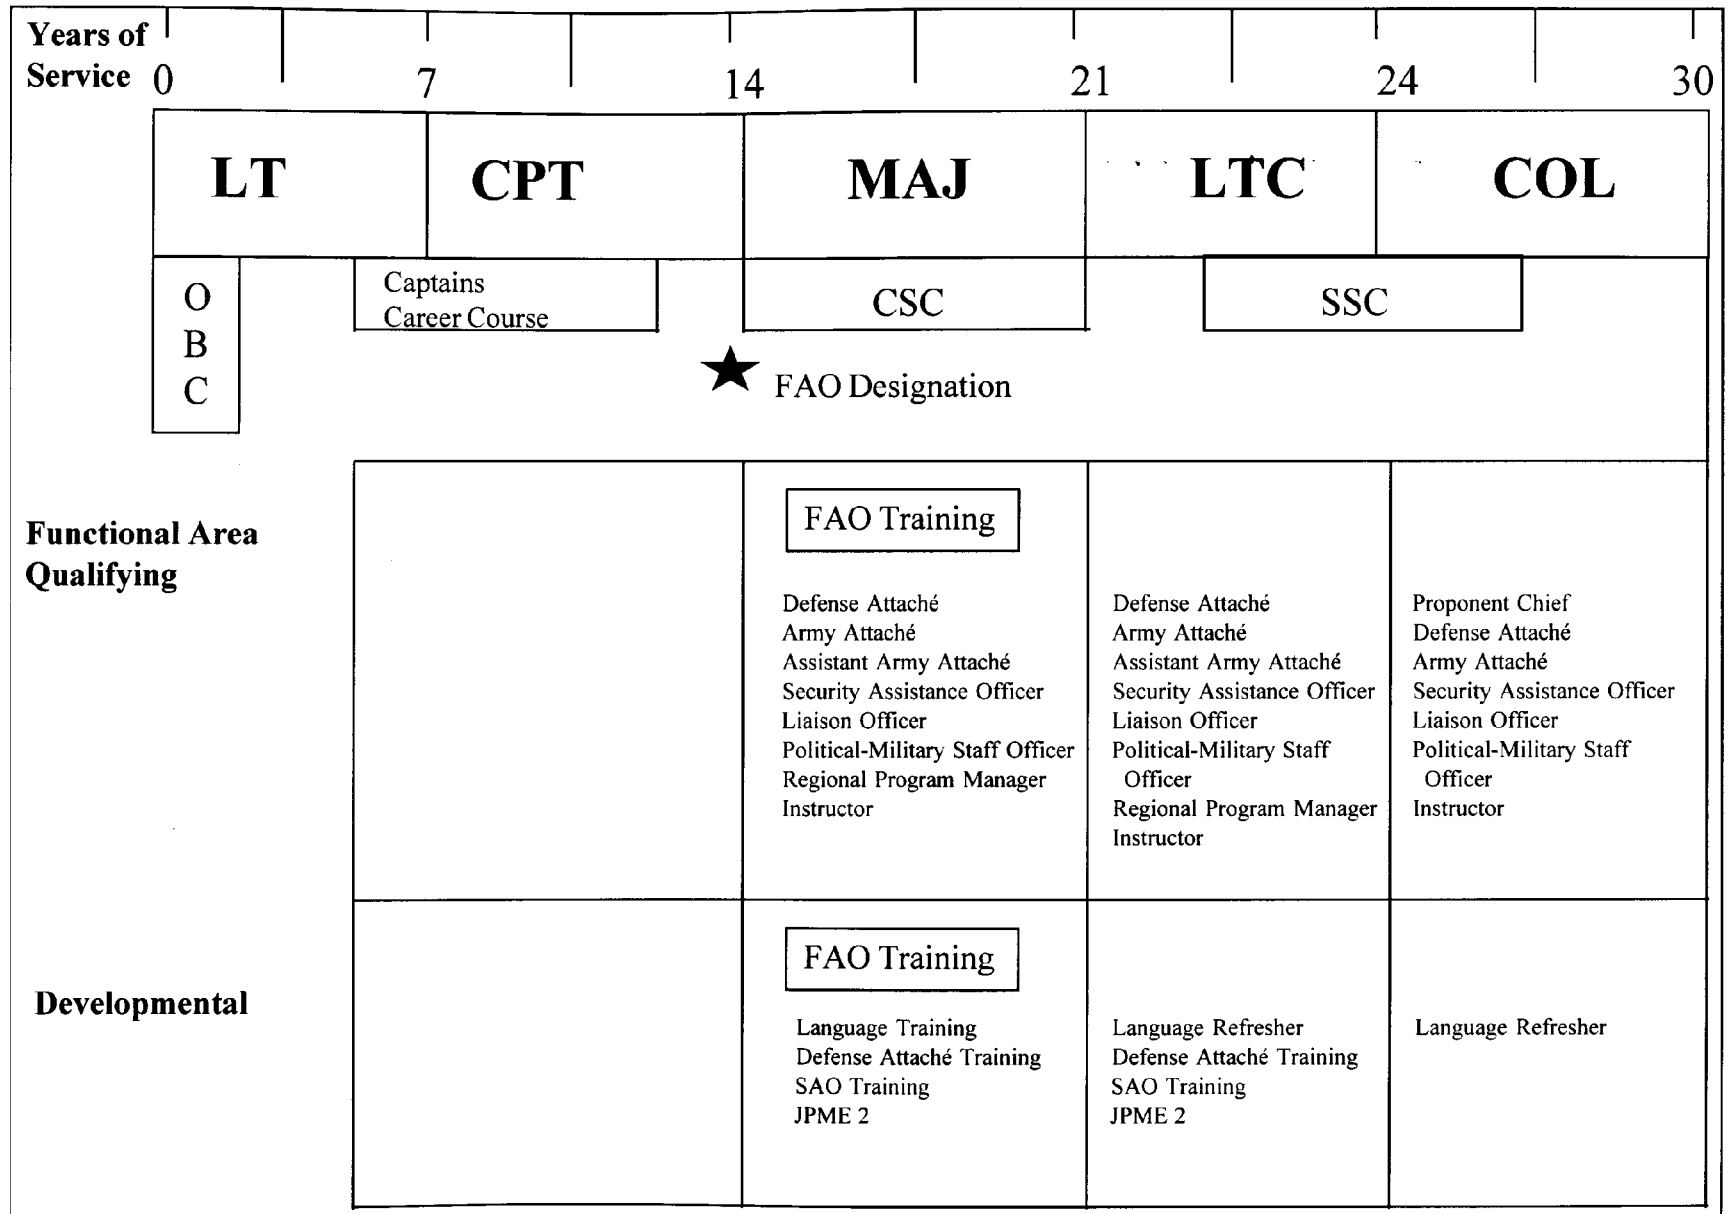 Years of
Service 0 7 14 21 24 30
LT CPT MAJ LTC COL
O
B
C
Captains
Career Course
CSC
SSC
FAO Designation
Functional Area
Qualifying
FAO Training
Defense Attaché
Army Attaché
Assistant Army Attaché
Security Assistance Officer
Liaison Officer
Political-Military Staff Officer
Regional Program Manager
Instructor
Defense Attaché
Army Attaché
Assistant Army Attaché
Security Assistance Officer
Liaison Officer
Political-Military Staff
Officer
Regional Program Manager
Instructor
Proponent Chief
Defense Attaché
Army Attaché
Security Assistance Officer
Liaison Officer
Political-Military Staff
Officer
Instructor
Developmental
FAO Training
Language Training
Defense Attaché Training
SAO Training
JPME 2
Language Refresher
Defense Attaché Training
SAO Training
JPME 2
Language Refresher